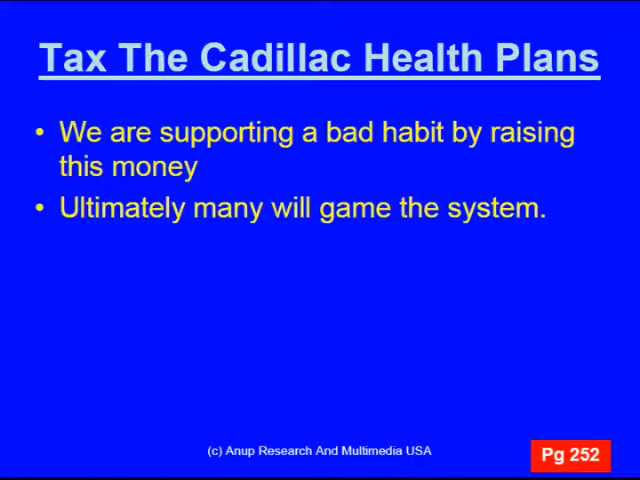 Tax The Cadillac Health Plans
• We are supporting a bad habit by raising
this money
• Ultimately many will game the system.
(c) Anup Research And Multimedia USA
Pg 252